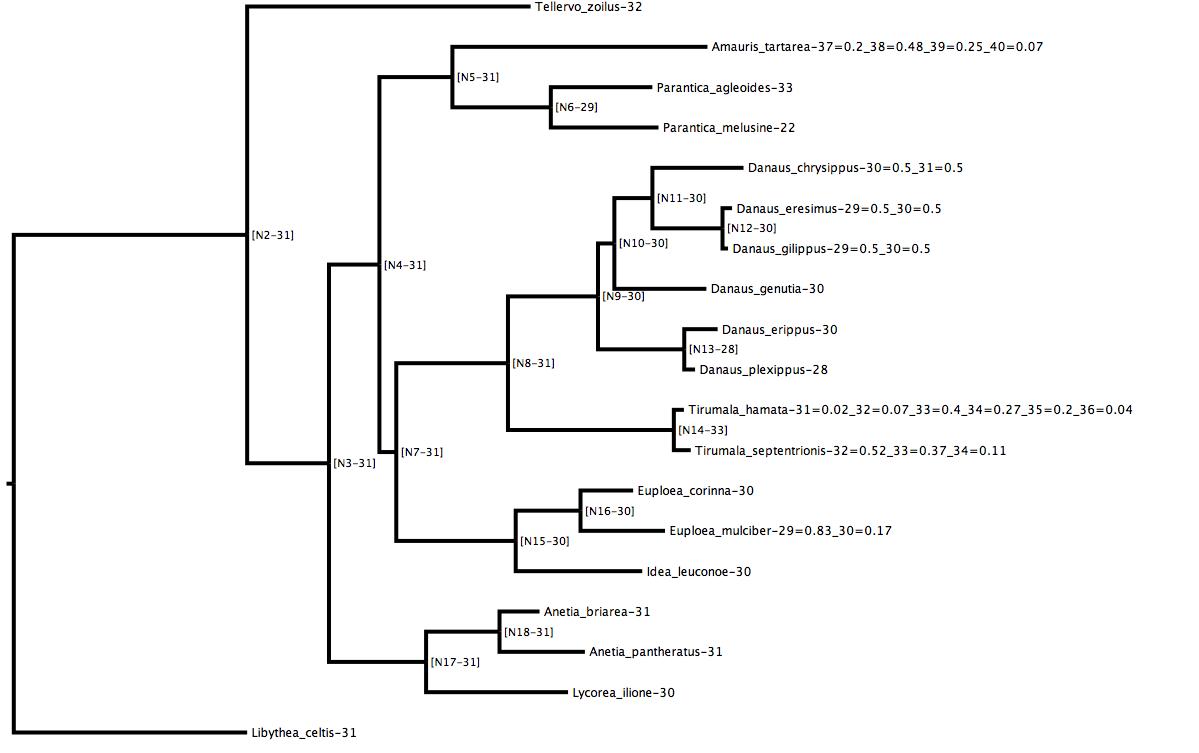 Tellervo_zoilus-32
Amauris_tartarea-37=0.2_38=0.48_39=0.25_40=0.07
[N5-31]
Parantica_agleoides-33
[N6-29]
Parantica_melusine-22
Danaus_chrysippus-30=0.5_31=0.5
[N11-30]
Danaus_eresimus-29=0.5_30=0.5
[N12-30]
[N2-31]
[N10-30]
Danaus_gilippus-29=0.5_30=0.5
[N4-31]
Danaus_genutia-30
[N9-30]
Danaus_erippus-30
[N13-28]
[N8-31]
Danaus_plexippus-28
Tirumala_hamata-31=0.02_32=0.07_33=0.4_34=0.27_35=0.2_36=0.04
[N14-33]
[N7-31]
Tirumala_septentrionis-32=0.52_33=0.37_34=0.11
[N3-31]
Euploea_corinna-30
[N16-30]
Euploea_mulciber-29=0.83_30=0.17
[N15-30]
Idea_leuconoe-30
Anetia_briarea-31
[N18-31]
Anetia_pantheratus-31
[N17-31]
Lycorea_ilione-30
Libythea_celtis-31